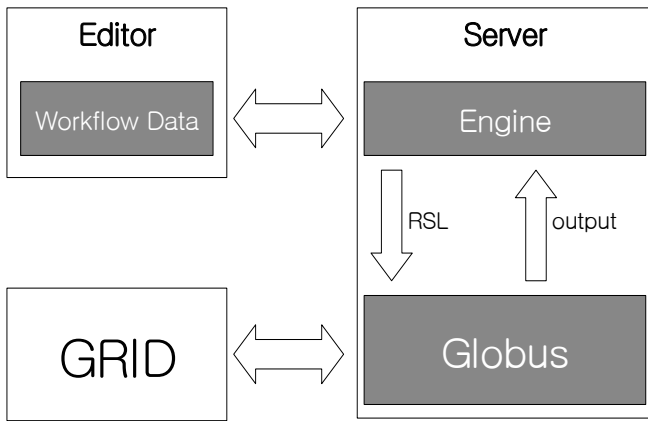 Editor
Workflow Data
Server
Engine
RSL
output
GRID
Globus